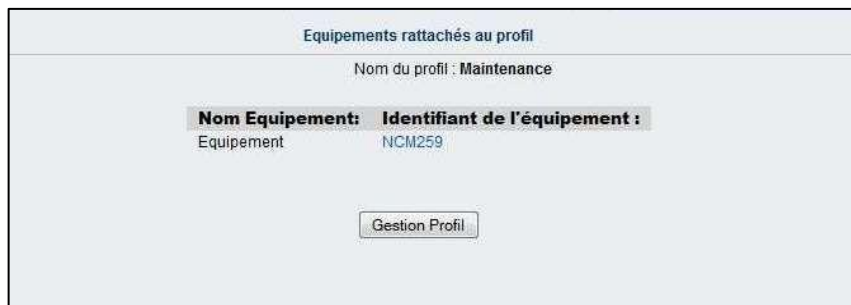 Equipements rattachés au profil
Nom du profil : Maintenance
Nom Equipement: Identifiant de l'équipement :
Equipement NCM259
Gestion Profil